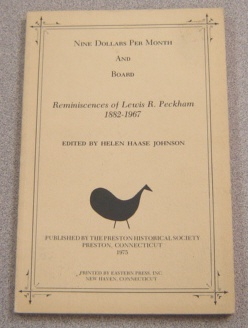 Nine Dollars Per Month
And
Board
Reminiscences of Lewis R. Peckham
1882-1967
EDITED BY HELEN HAASE JOHNSON
PUBLISHED BY THE PRESTON HISTORICAL SOCIETY
PRESTON, CONNECTICUT
1975
PRINTED BY EASTERN PRESS, INC.
NEW HAVEN, CONNECTICUT